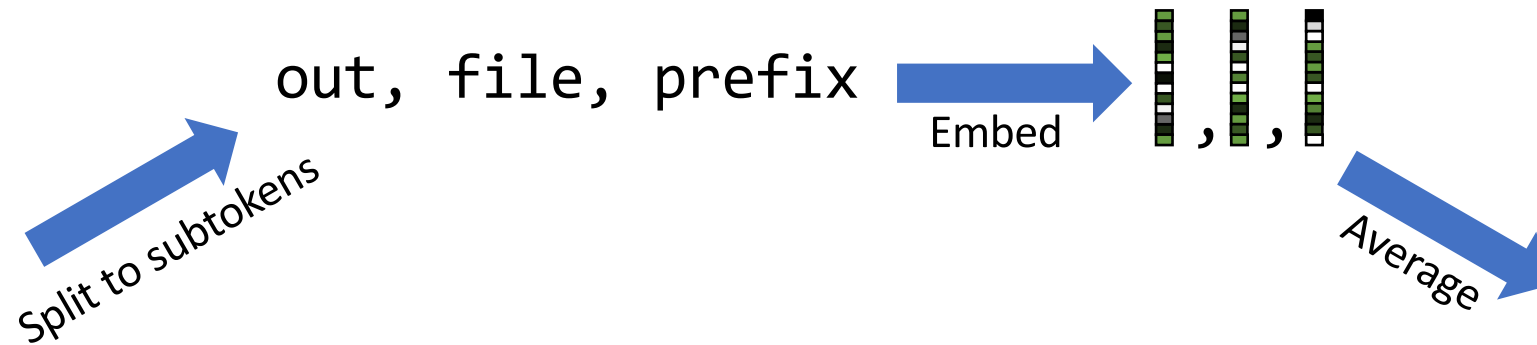 out, file, prefix
Embed
, ,
Split to subtokens
Average